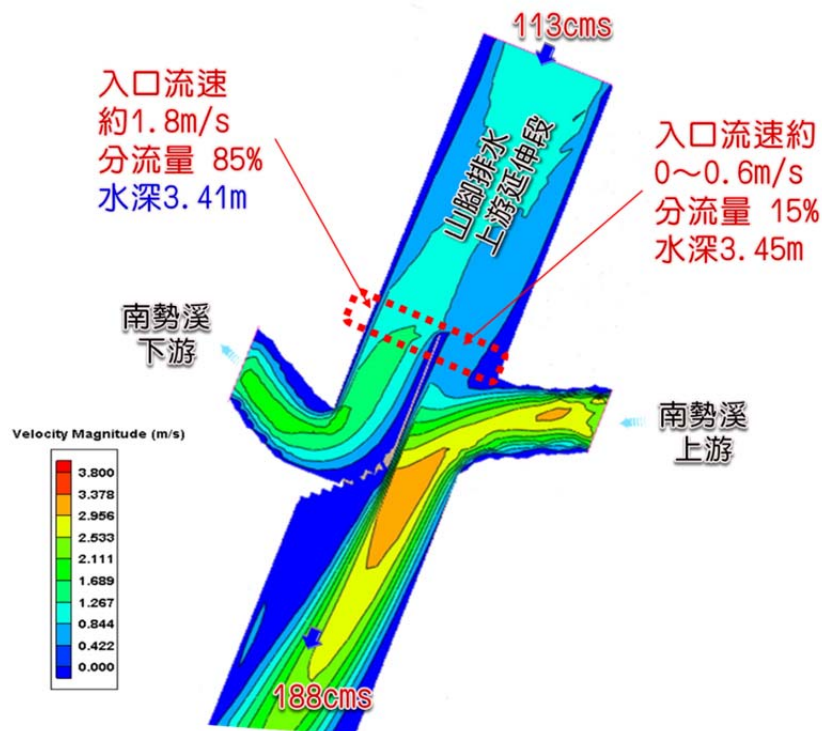 113cms
入口流速
約1.8m/s
分流量 85%
水深3.41m
山腳排水
上游延伸段
入口流速約
0～0.6m/s
分流量 15%
水深3.45m
南勢溪
下游
南勢溪
上游
Velocity Magnitude (m/s)
3.800
3.378
2.956
2.533
2.111
1.689
1.267
0.844
0.422
0.000
188cms